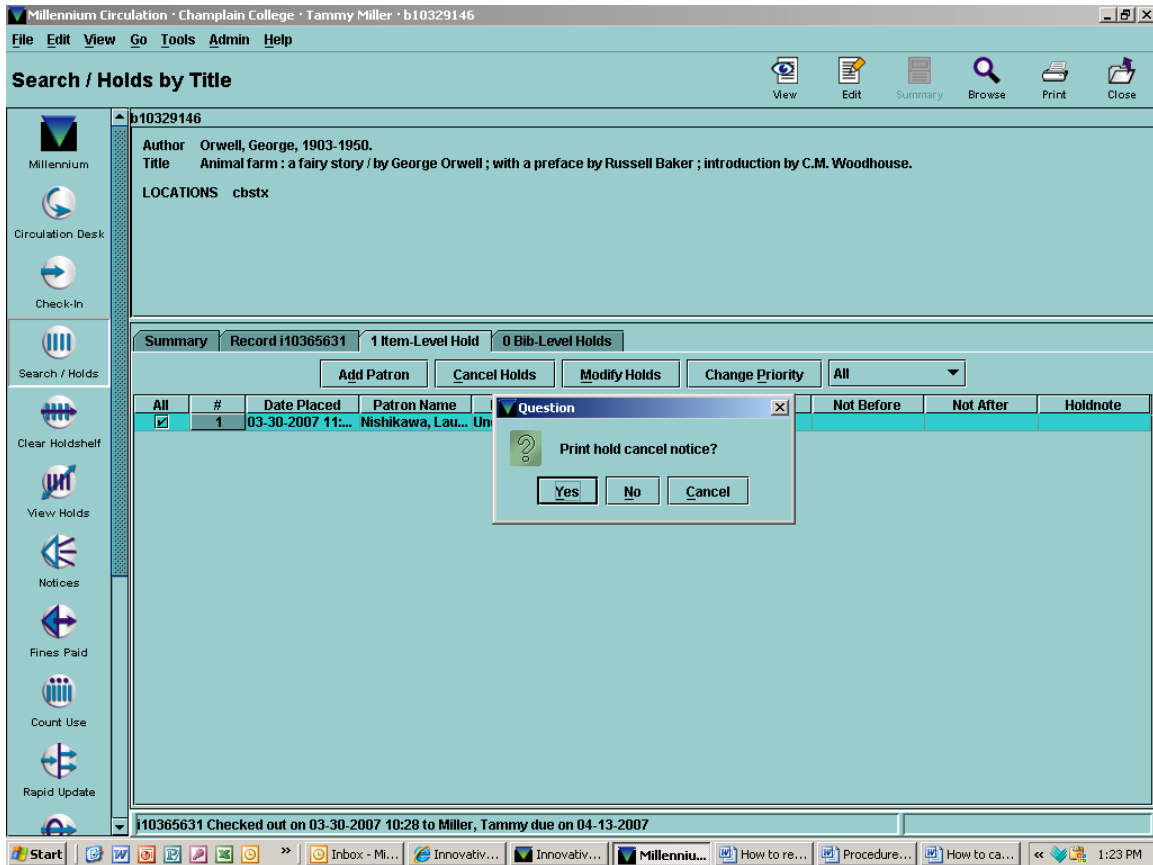 Millennium Circulation · Champlain College · Tammy Miller · b10329146
File Edit View Go Tools Admin Help
Search / Holds by Title
View Edit Summary Browse Print Close
b10329146
Author Orwell, George, 1903-1950.
Title Animal farm : a fairy story / by George Orwell ; with a preface by Russell Baker ; introduction by C.M. Woodhouse.
LOCATIONS cbstx
Millennium
Circulation Desk
Check-In
Search / Holds
Clear Holdshelf
View Holds
Notices
Fines Paid
Count Use
Rapid Update
Summary Record i10365631 1 Item-Level Hold 0 Bib-Level Holds
Add Patron Cancel Holds Modify Holds Change Priority All
All # Date Placed Patron Name Not Before Not After Holdnote
1 03-30-2007 11:... Nishikawa, Lau... Un
Question
Print hold cancel notice?
Yes No Cancel
i10365631 Checked out on 03-30-2007 10:28 to Miller, Tammy due on 04-13-2007
Start » Inbox - Mi... Innovativ... Innovativ... Millenniu... How to re... Procedure... How to ca... « 1:23 PM